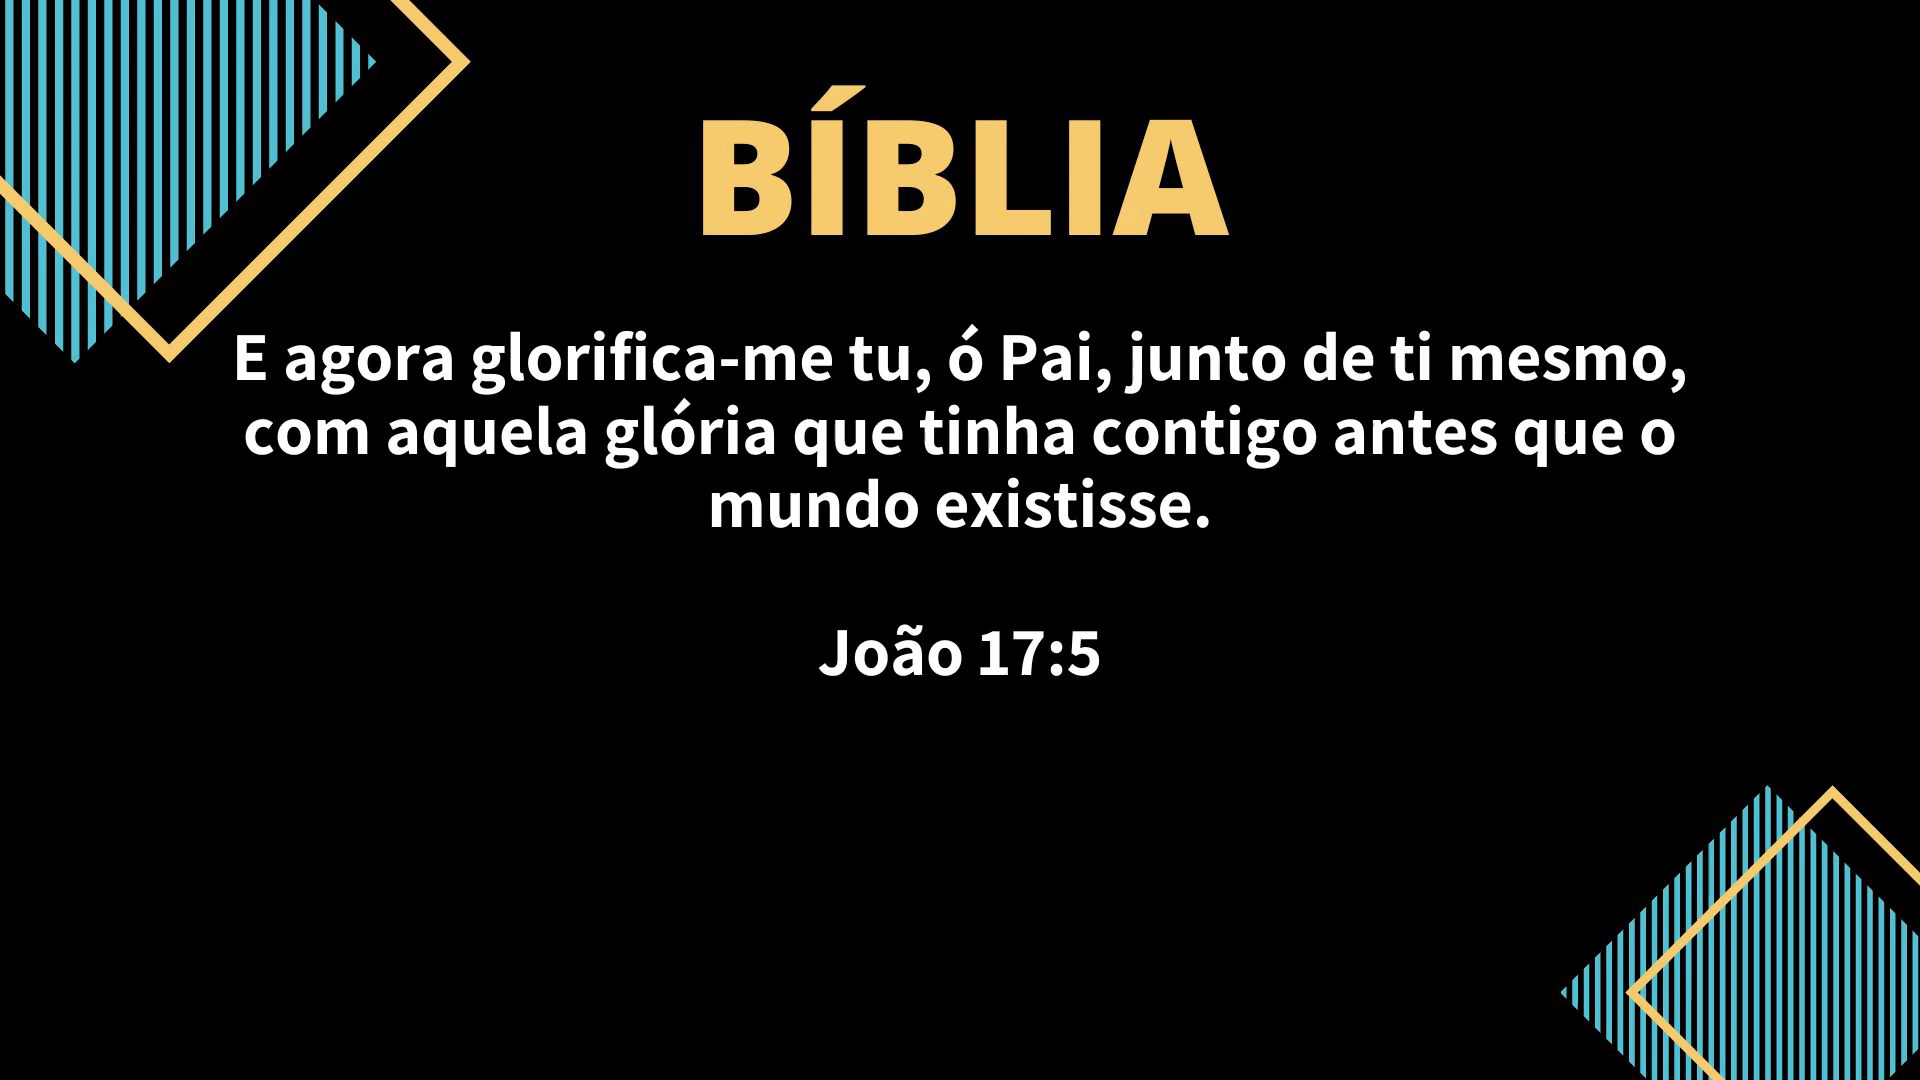 BÍBLIA
E agora glorifica-me tu, ó Pai, junto de ti mesmo,
com aquela glória que tinha contigo antes que o
mundo existisse.
João 17:5